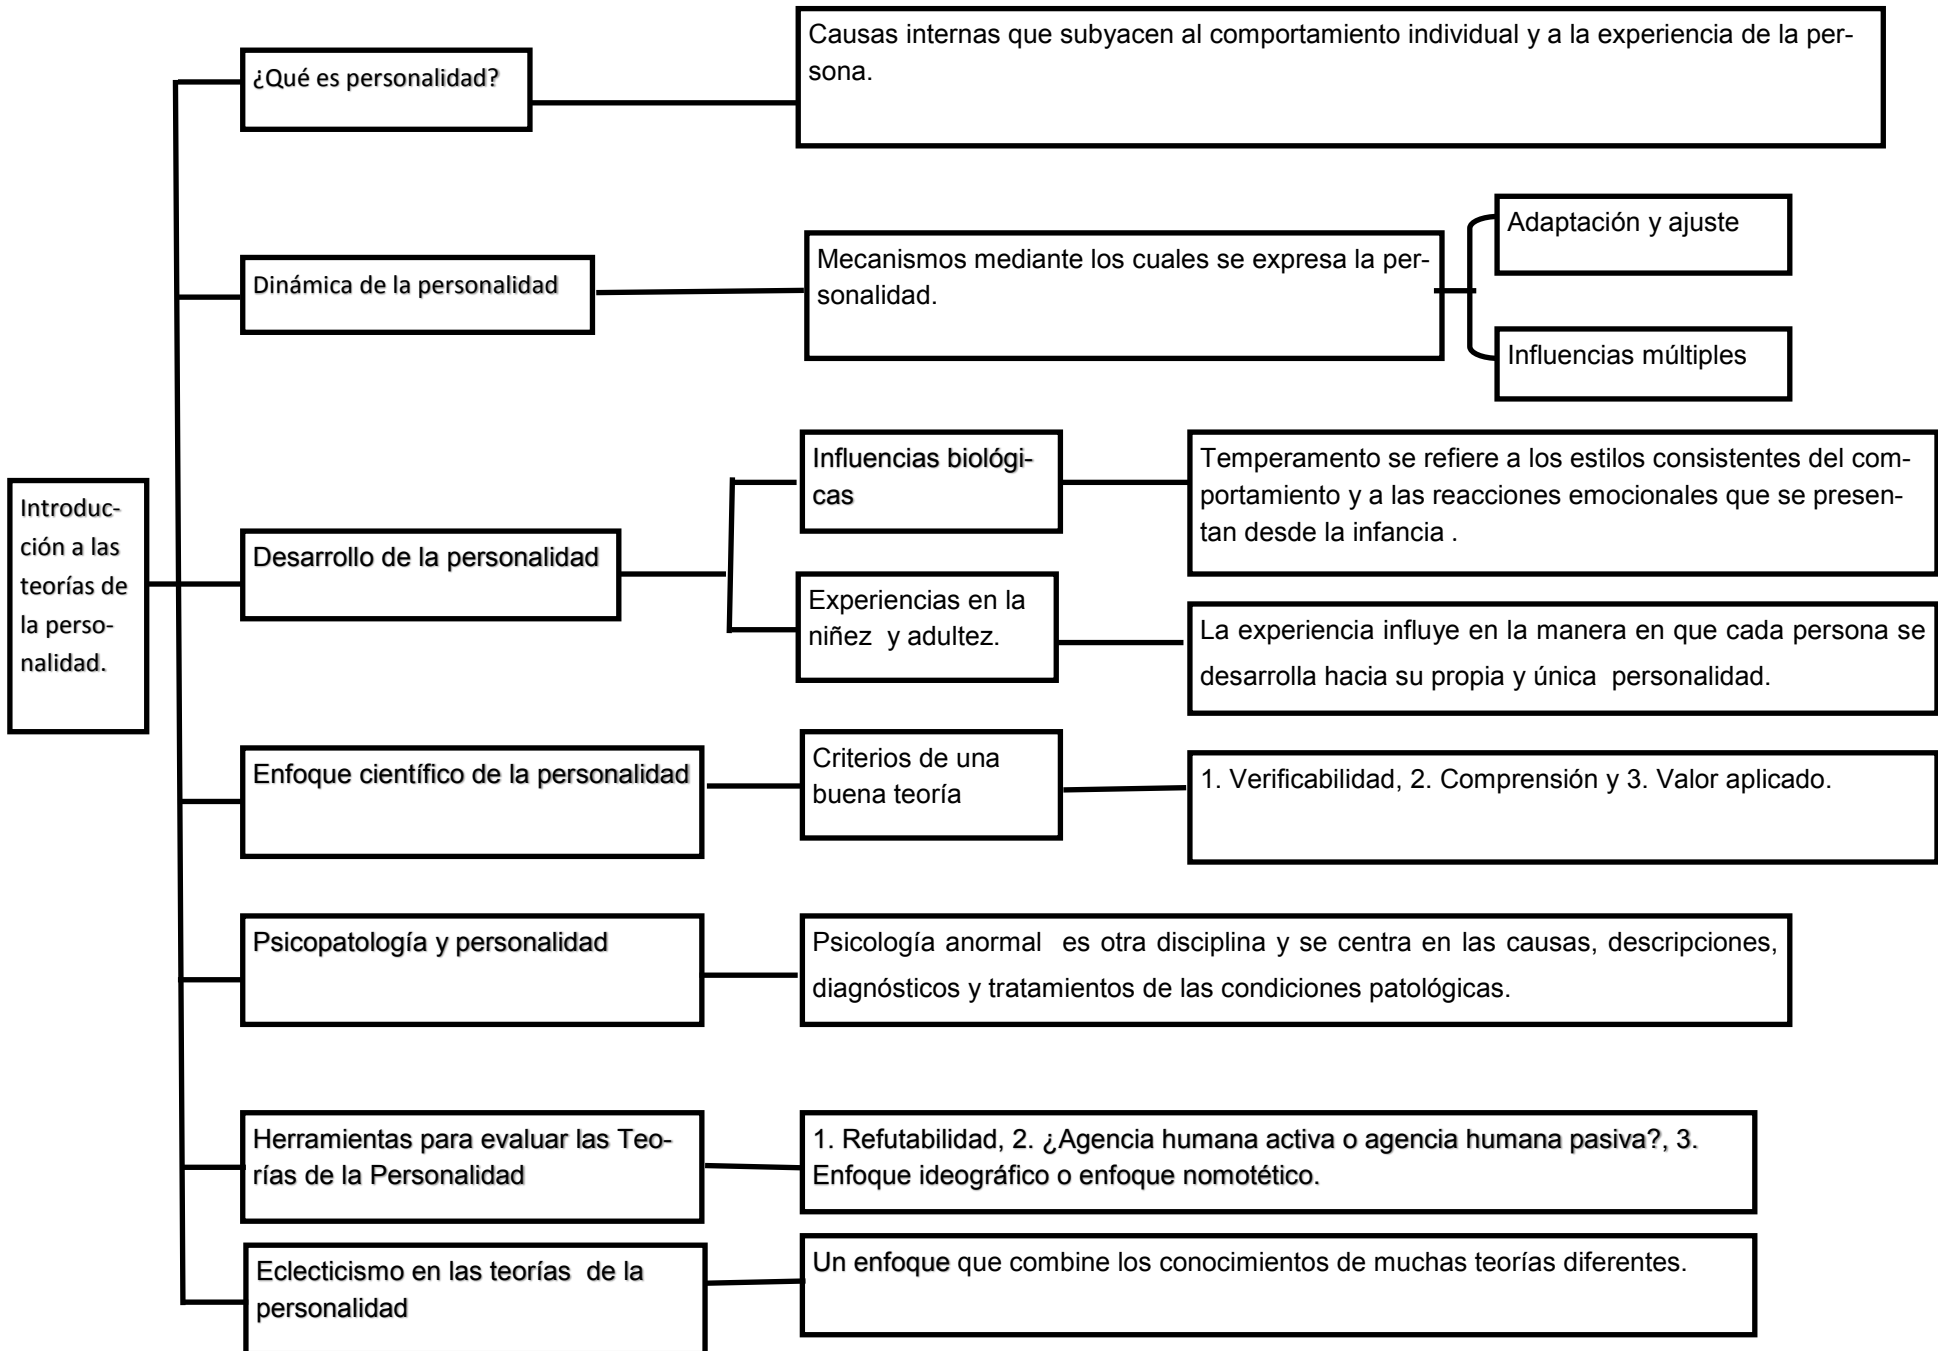 ¿Qué es personalidad?
Causas internas que subyacen al comportamiento individual y a la experiencia de la per-
sona.
Dinámica de la personalidad
Mecanismos mediante los cuales se expresa la per-
sonalidad.
Adaptación y ajuste
Influencias múltiples
Introduc-
ción a las
teorías de
la perso-
nalidad.
Desarrollo de la personalidad
Influencias biológi-
cas
Temperamento se refiere a los estilos consistentes del com-
portamiento y a las reacciones emocionales que se presen-
tan desde la infancia .
Experiencias en la
niñez  y adultez.
La experiencia influye en la manera en que cada persona se
desarrolla hacia su propia y única  personalidad.
Enfoque científico de la personalidad
Criterios de una
buena teoría
1. Verificabilidad, 2. Comprensión y 3. Valor aplicado.
Psicopatología y personalidad
Psicología anormal  es otra disciplina y se centra en las causas, descripciones,
diagnósticos y tratamientos de las condiciones patológicas.
Herramientas para evaluar las Teo-
rías de la Personalidad
1. Refutabilidad, 2. ¿Agencia humana activa o agencia humana pasiva?, 3.
Enfoque ideográfico o enfoque nomotético.
Eclecticismo en las teorías  de la
personalidad
Un enfoque que combine los conocimientos de muchas teorías diferentes.